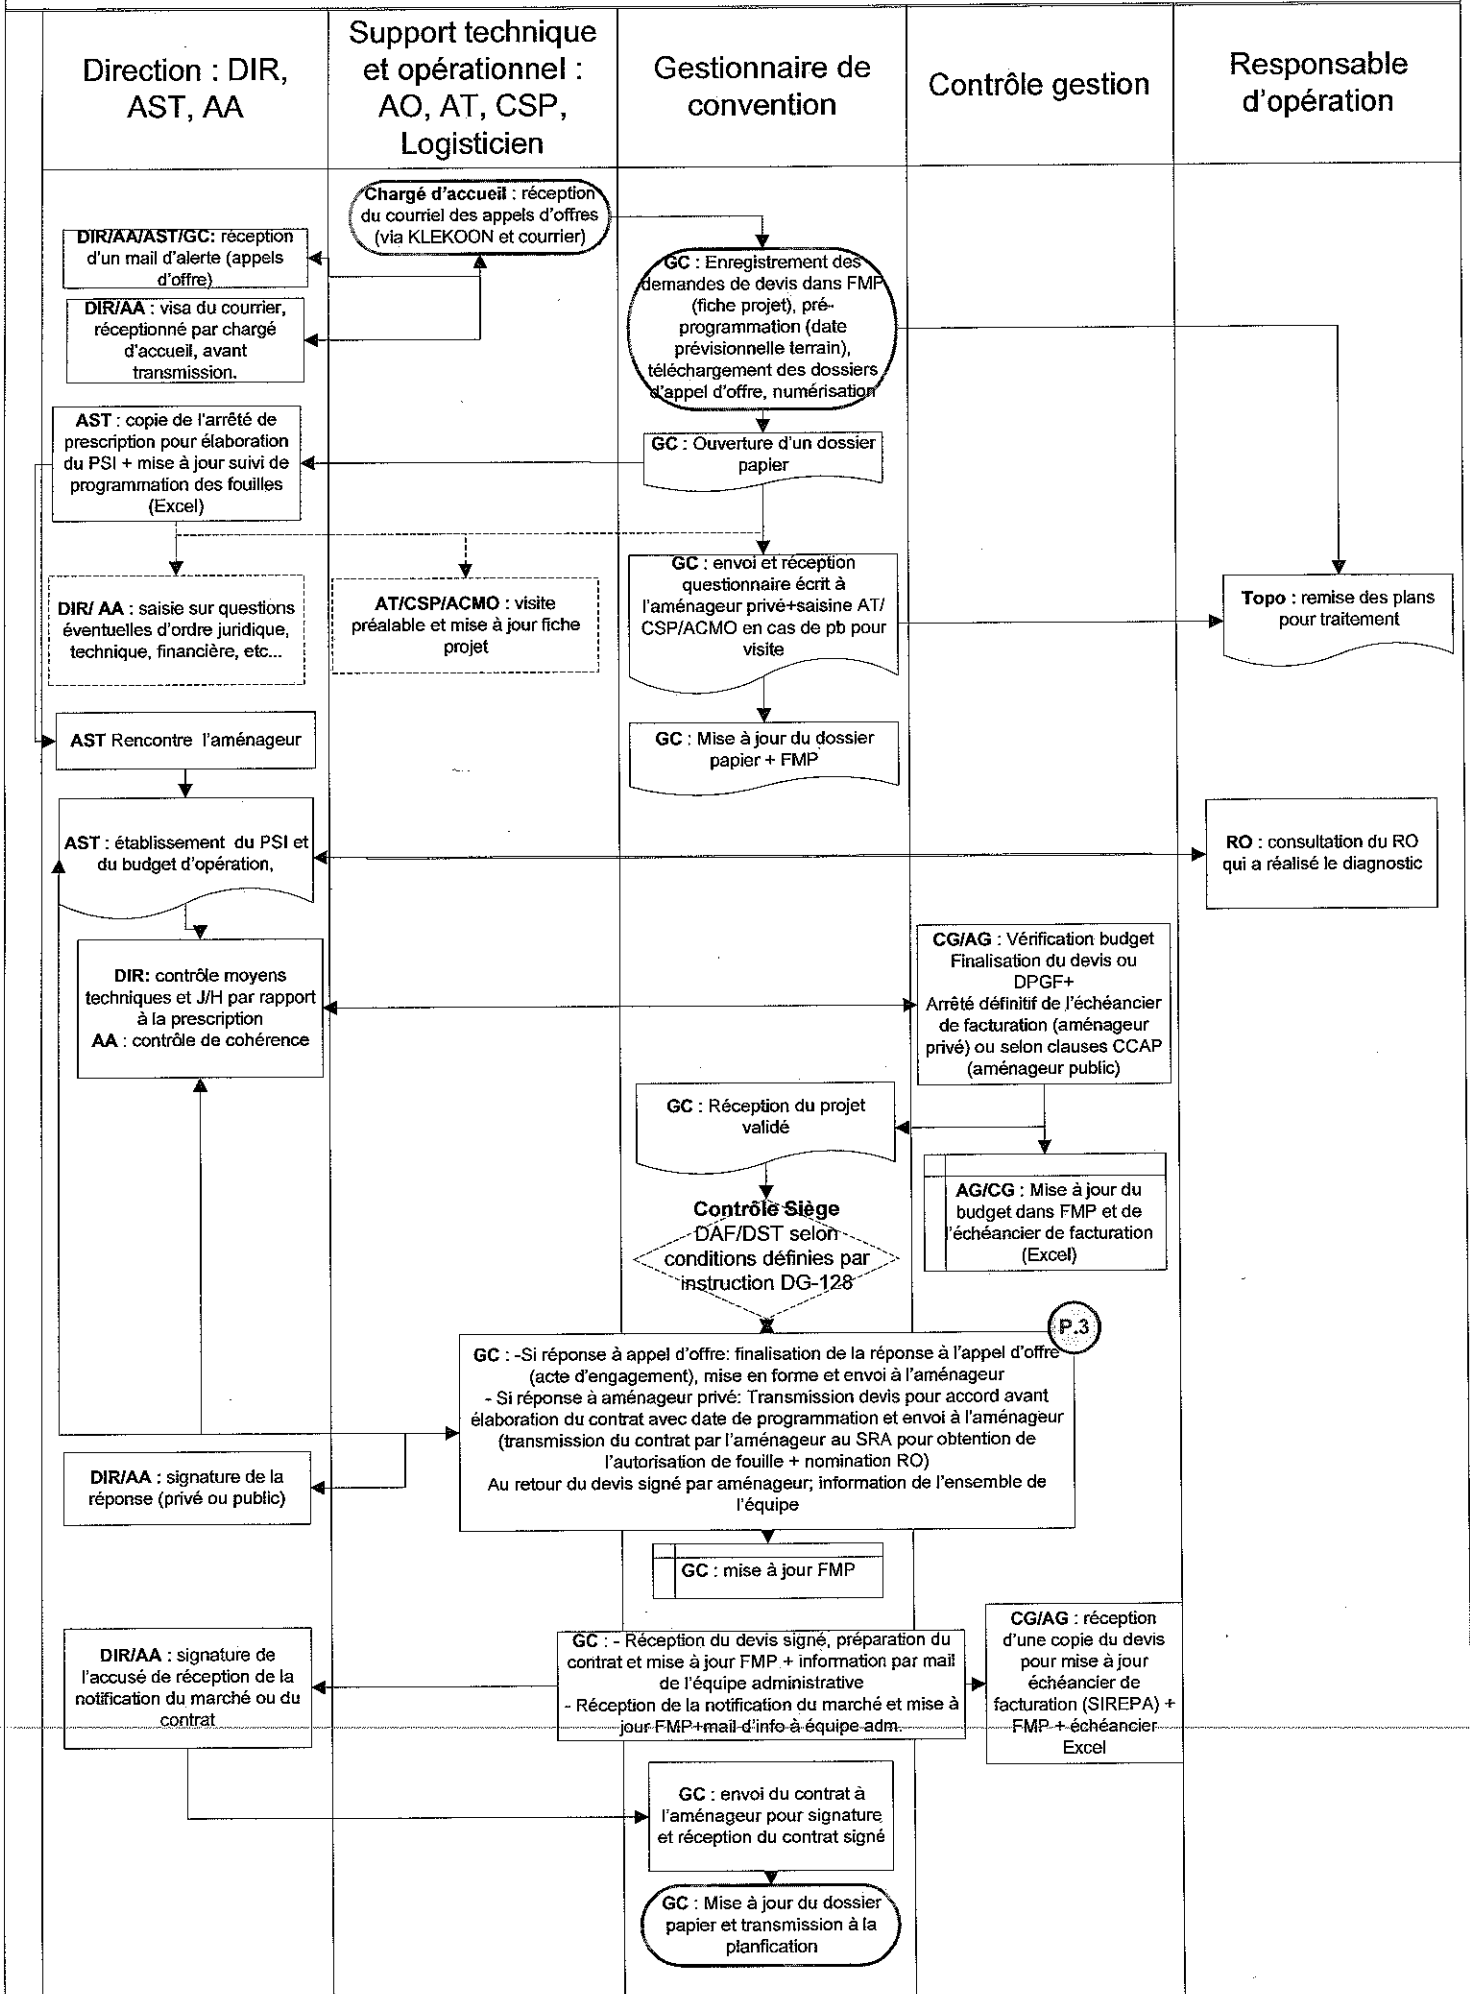 Direction : DIR,
AST, AA
Support technique
et opérationnel :
AO, AT, CSP,
Logisticien
Gestionnaire de
convention
Contrôle gestion
Responsable
d'opération
Chargé d'accueil : réception
du courriel des appels d'offres
(via KLEKOON et courrier)
DIR/AA/AST/GC: réception
d'un mail d'alerte (appels
d'offre)
DIR/AA : visa du courrier,
réceptionné par chargé
d'accueil, avant
transmission.
GC : Enregistrement des
demandes de devis dans FMP
(fiche projet), pré-
programmation (date
prévisionnelle terrain),
téléchargement des dossiers
d'appel d'offre, numérisation
AST : copie de l'arrêté de
prescription pour élaboration
du PSI + mise à jour suivi de
programmation des fouilles
(Excel)
GC : Ouverture d'un dossier
papier
DIR/ AA : saisie sur questions
éventuelles d'ordre juridique,
technique, financière, etc...
AT/CSP/ACMO : visite
préalable et mise à jour fiche
projet
GC : envoi et réception
questionnaire écrit à
l'aménageur privé+saisine AT/
CSP/ACMO en cas de pb pour
visite
Topo : remise des plans
pour traitement
AST Rencontre l'aménageur
GC : Mise à jour du dossier
papier + FMP
AST : établissement du PSI et
du budget d'opération,
RO : consultation du RO
qui a réalisé le diagnostic
DIR: contrôle moyens
techniques et J/H par rapport
à la prescription
AA : contrôle de cohérence
CG/AG : Vérification budget
Finalisation du devis ou
DPGF+
Arrêté définitif de l'échéancier
de facturation (aménageur
privé) ou selon clauses CCAP
(aménageur public)
GC : Réception du projet
validé
AG/CG : Mise à jour du
budget dans FMP et de
l'échéancier de facturation
(Excel)
Contrôle Siège
DAF/DST selon
conditions définies par
instruction DG-128
P.3
GC : -Si réponse à appel d'offre: finalisation de la réponse à l'appel d'offre
(acte d'engagement), mise en forme et envoi à l'aménageur
- Si réponse à aménageur privé: Transmission devis pour accord avant
élaboration du contrat avec date de programmation et envoi à l'aménageur
(transmission du contrat par l'aménageur au SRA pour obtention de
l'autorisation de fouille + nomination RO)
Au retour du devis signé par aménageur; information de l'ensemble de
l'équipe
DIR/AA : signature de la
réponse (privé ou public)
GC : mise à jour FMP
DIR/AA : signature de
l'accusé de réception de la
notification du marché ou du
contrat
GC : - Réception du devis signé, préparation du
contrat et mise à jour FMP + information par mail
de l'équipe administrative
- Réception de la notification du marché et mise à
jour FMP+mail d'info à équipe adm.
CG/AG : réception
d'une copie du devis
pour mise à jour
échéancier de
facturation (SIREPA) +
FMP + échéancier
Excel
GC : envoi du contrat à
l'aménageur pour signature
et réception du contrat signé
GC : Mise à jour du dossier
papier et transmission à la
planfication